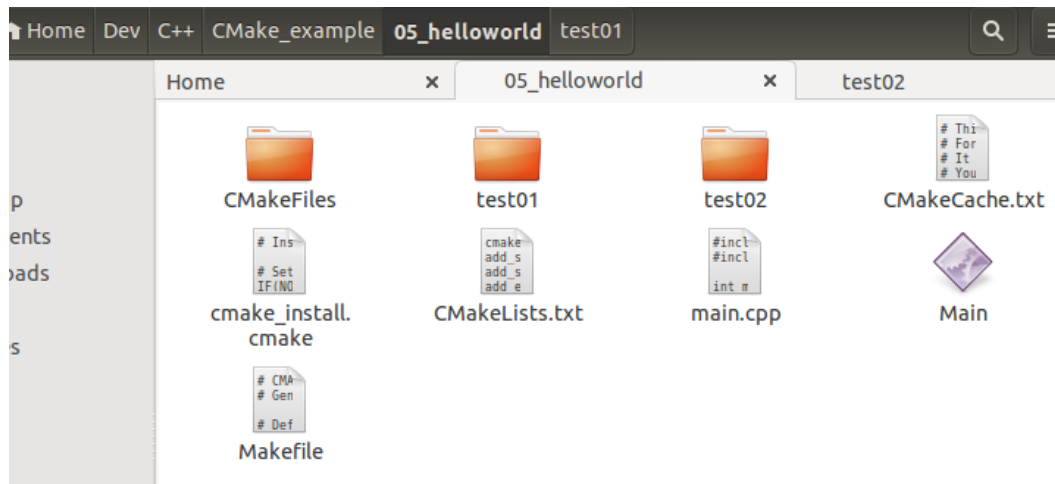 Home Dev C++ CMake_example 05_helloworld test01
Home × 05_helloworld × test02
CMakeFiles test01 test02 CMakeCache.txt
# Thi
# For
# It
# You
p
ents
oads
s
# Ins
# Set
IF(NO
cmake
add_s
add_s
add e
#incl
#incl
int m
cmake_install.
cmake
CMakeLists.txt main.cpp Main
# CMA
# Gen
# Def
Makefile